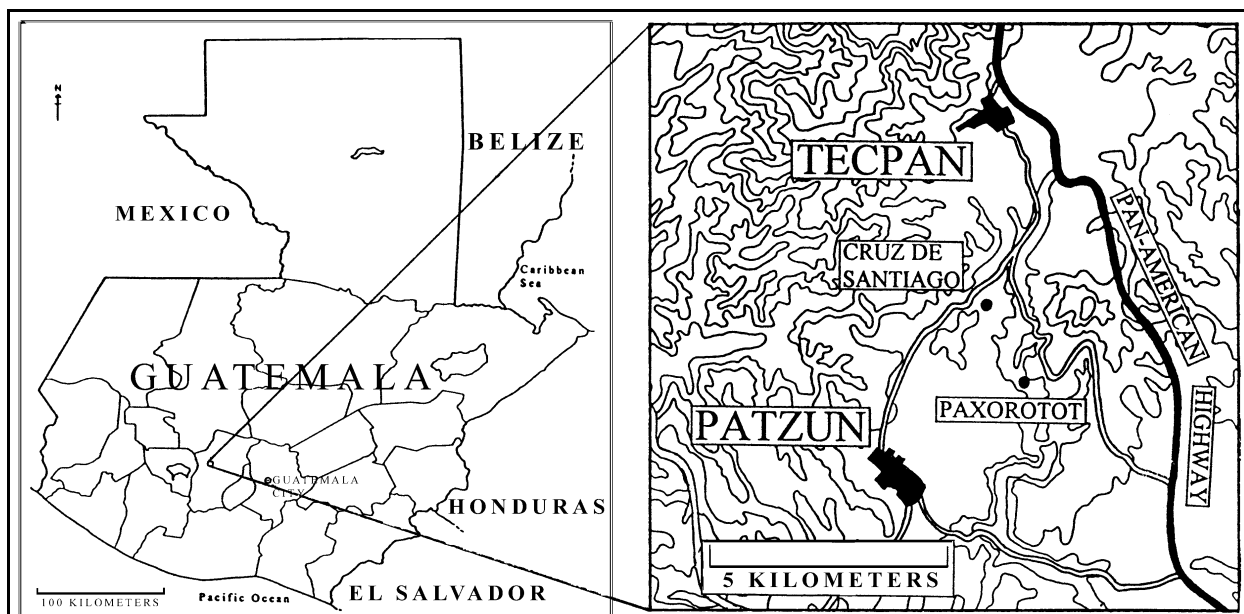 N
BELIZE
MEXICO
Caribbean
Sea
GUATEMALA
GUATEMALA
CITY
HONDURAS
EL SALVADOR
Pacific Ocean
100 KILOMETERS
TECPAN
CRUZ DE
SANTIAGO
PAN-AMERICAN
HIGHWAY
PAXOROTOT
PATZUN
5 KILOMETERS